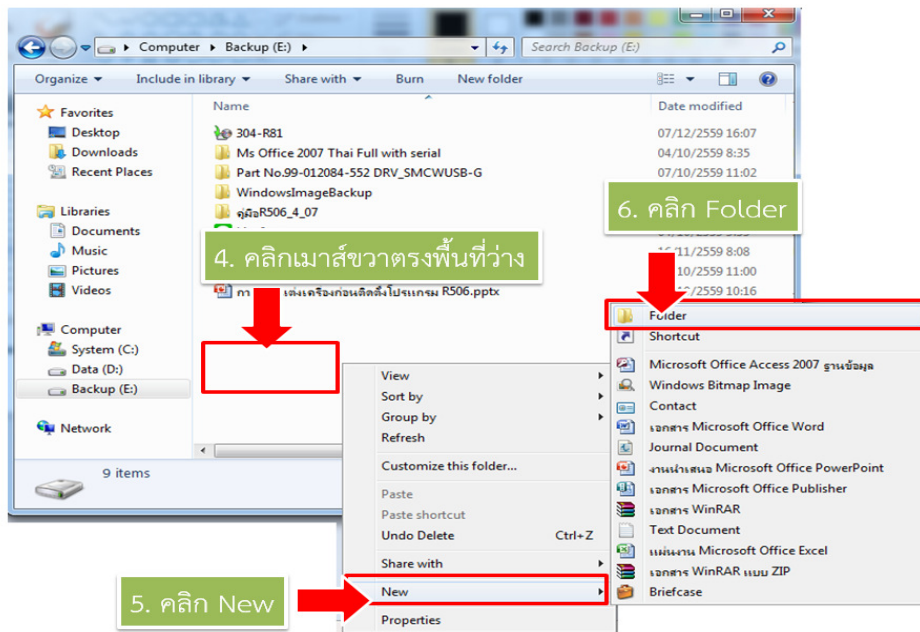 Computer ▸ Backup (E:) ▸
Search Backup (E:)
Organize
Include in library
Share with
Burn
New folder
Favorites
Desktop
Downloads
Recent Places
Libraries
Documents
Music
Pictures
Videos
Computer
System (C:)
Data (D:)
Backup (E:)
Network
Name
Date modified
304-R81
07/12/2559 16:07
Ms Office 2007 Thai Full with serial
04/10/2559 8:35
Part No.99-012084-552 DRV_SMCWUSB-G
07/10/2559 11:02
WindowsImageBackup
คู่มือR506_4_07
/11/2559 8:08
10/2559 11:00
เต่งเครื่องก่อนติดตั้งโปรแกรม R506.pptx
/2559 10:16
9 items
4. คลิกเมาส์ขวาตรงพื้นที่ว่าง
5. คลิก New
6. คลิก Folder
View
Sort by
Group by
Refresh
Customize this folder...
Paste
Paste shortcut
Undo Delete Ctrl+Z
Share with
New
Properties
Folder
Shortcut
Microsoft Office Access 2007 ฐานข้อมูล
Windows Bitmap Image
Contact
เอกสาร Microsoft Office Word
Journal Document
งานนำเสนอ Microsoft Office PowerPoint
เอกสาร Microsoft Office Publisher
เอกสาร WinRAR
Text Document
แผ่นงาน Microsoft Office Excel
เอกสาร WinRAR แบบ ZIP
Briefcase